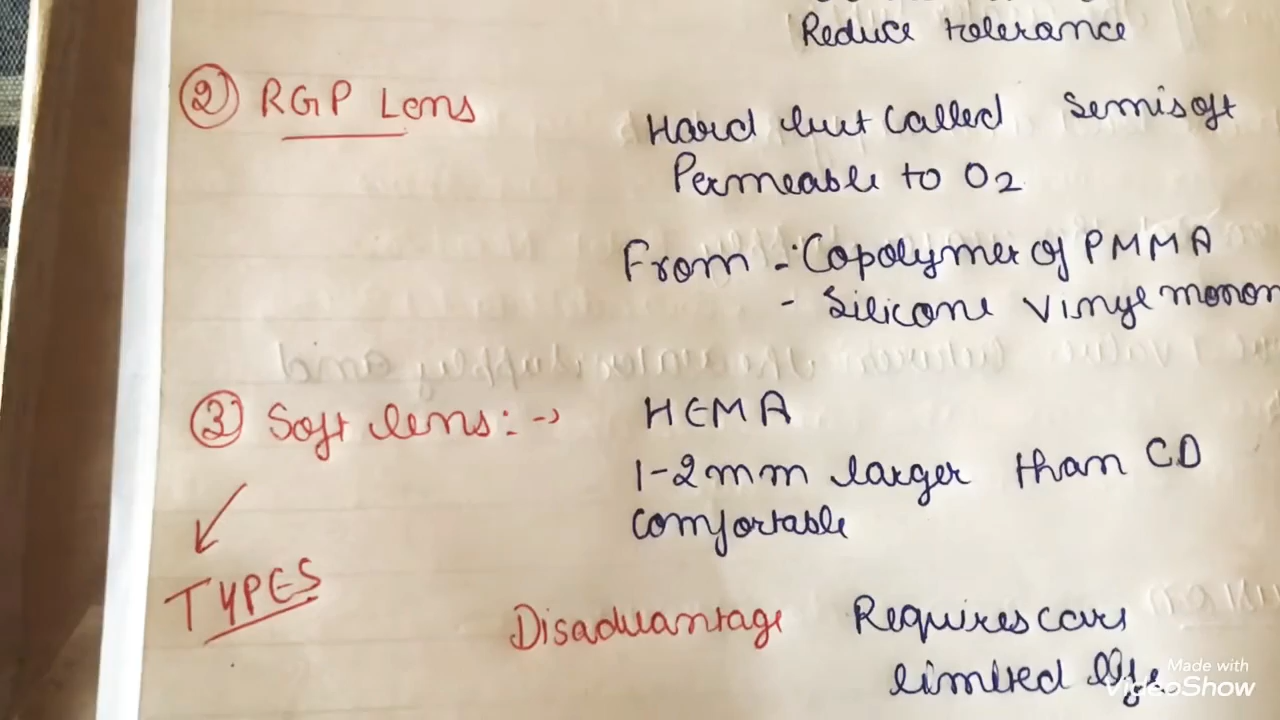 Reduce tolerance
② RGP Lens
Hard but called Semisoft
Permeable to O2
From - Copolymer of PMMA
- Silicone Vinyl monom
③ Soft lens: →
HEMA
1-2mm larger than CD
comfortable
TYPES
Disadvantage Requires care
limited life
Made with
VideoShow